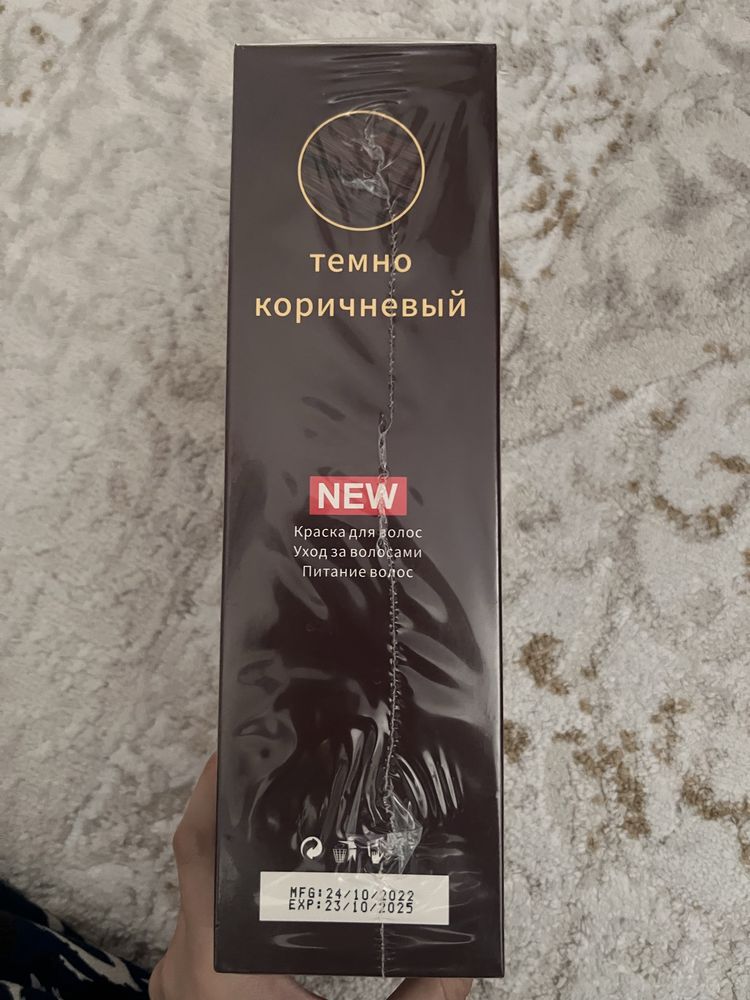 темно
коричневый
NEW
Краска для волос
Уход за волосами
Питание волос
MFG:24/10/2022
EXP:23/10/2025